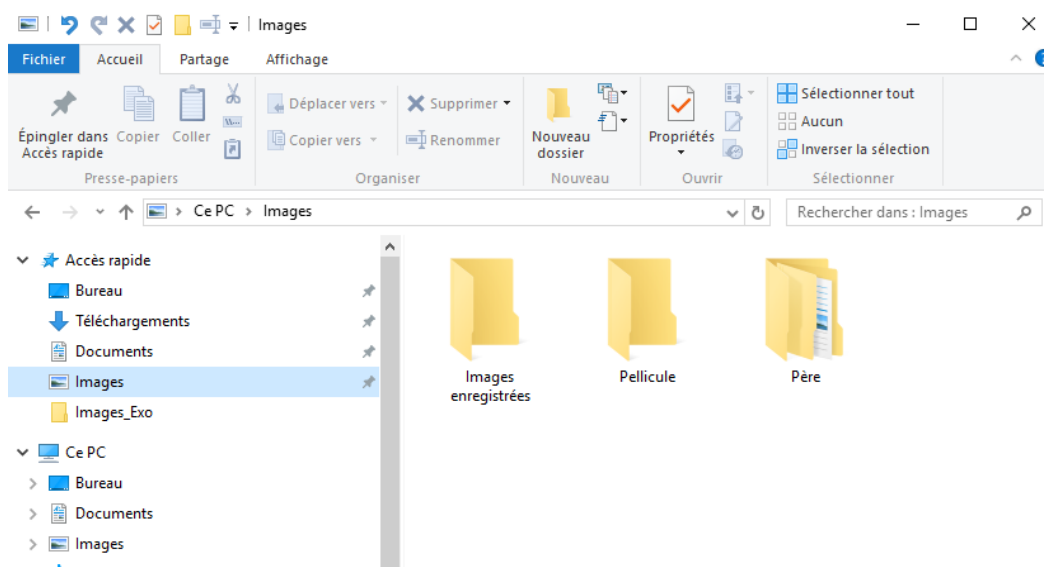 Images
Fichier Accueil Partage Affichage
Épingler dans
Accès rapide
Copier
Coller
Déplacer vers
Copier vers
Supprimer
Renommer
Nouveau
dossier
Propriétés
Sélectionner tout
Aucun
Inverser la sélection
Presse-papiers Organiser Nouveau Ouvrir Sélectionner
Ce PC Images
Rechercher dans : Images
Accès rapide
Bureau
Téléchargements
Documents
Images
Images_Exo
Ce PC
Bureau
Documents
Images
Images
enregistrées
Pellicule
Père